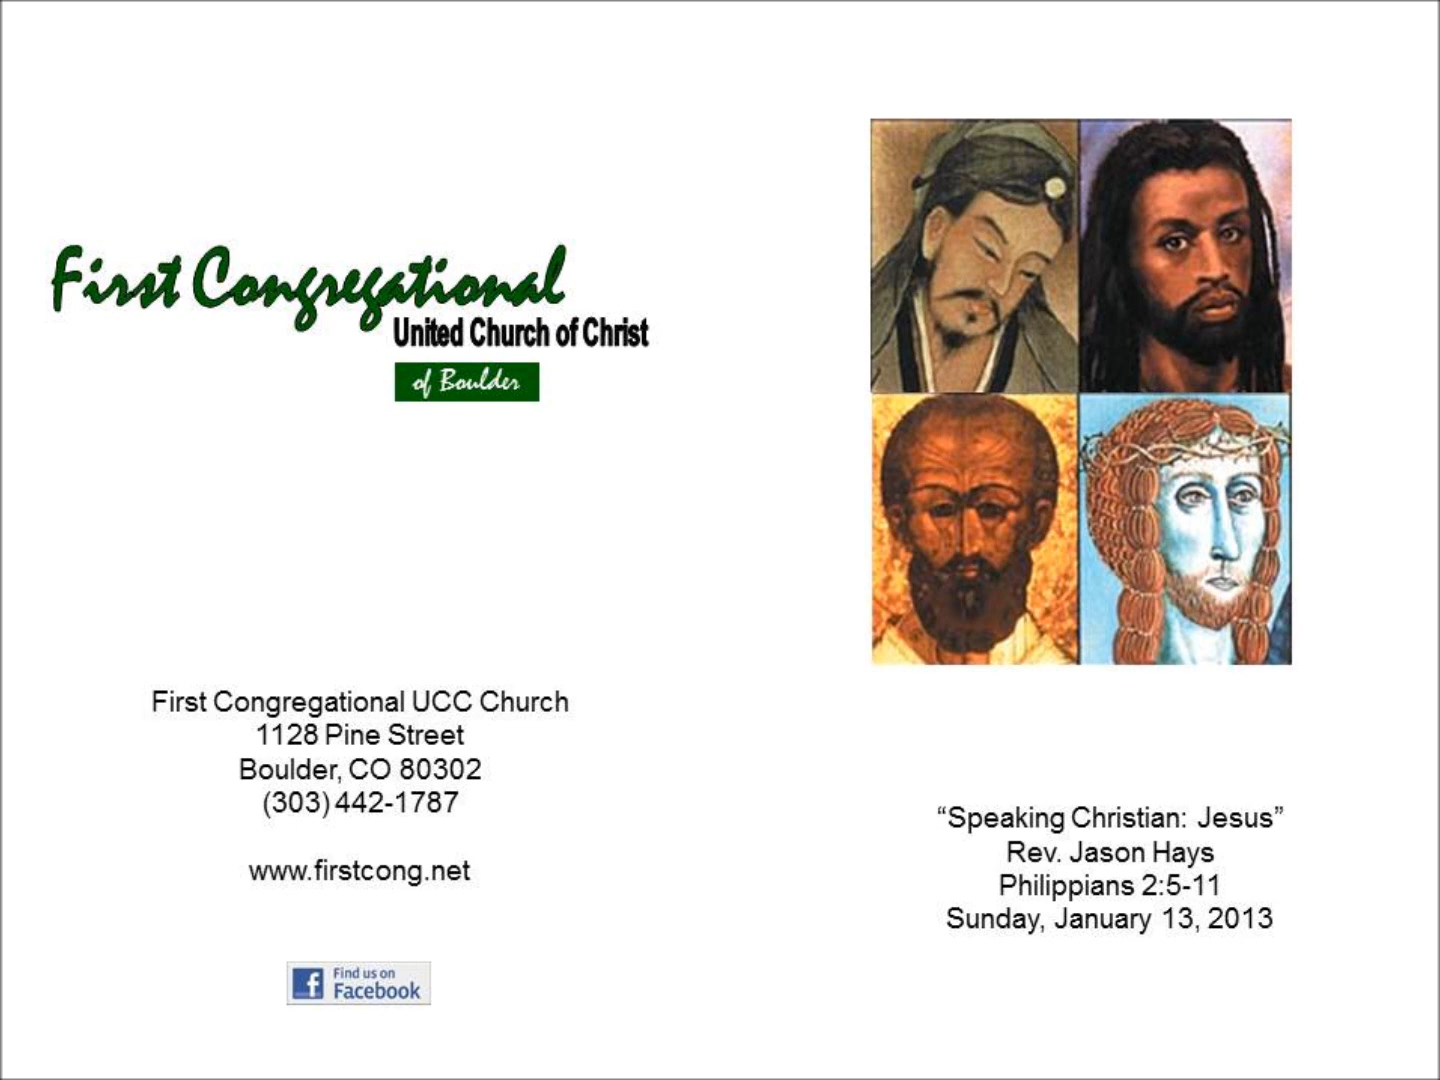 First Congregational
United Church of Christ
of Boulder
First Congregational UCC Church
1128 Pine Street
Boulder, CO 80302
(303) 442-1787
www.firstcong.net
Find us on
Facebook
“Speaking Christian: Jesus”
Rev. Jason Hays
Philippians 2:5-11
Sunday, January 13, 2013